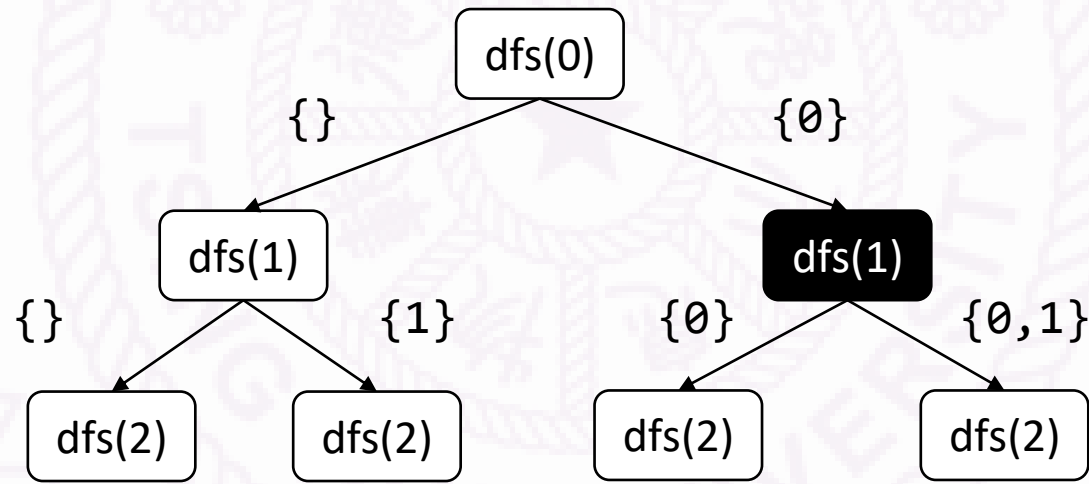 dfs(0)
{} {0}
dfs(1) dfs(1)
{} {1} {0} {0,1}
dfs(2) dfs(2) dfs(2) dfs(2)